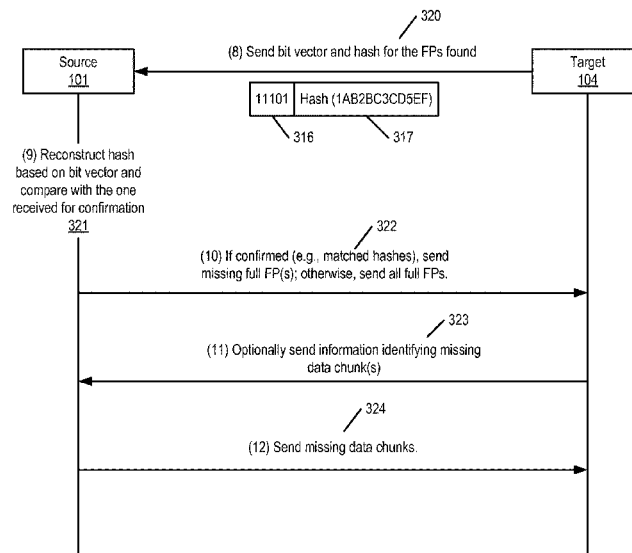 320
(8) Send bit vector and hash for the FPs found
Source
101
Target
104
11101
Hash (1AB2BC3CD5EF)
316
317
(9) Reconstruct hash
based on bit vector and
compare with the one
received for confirmation
321
322
(10) If confirmed (e.g., matched hashes), send
missing full FP(s); otherwise, send all full FPs.
323
(11) Optionally send information identifying missing
data chunk(s)
324
(12) Send missing data chunks.